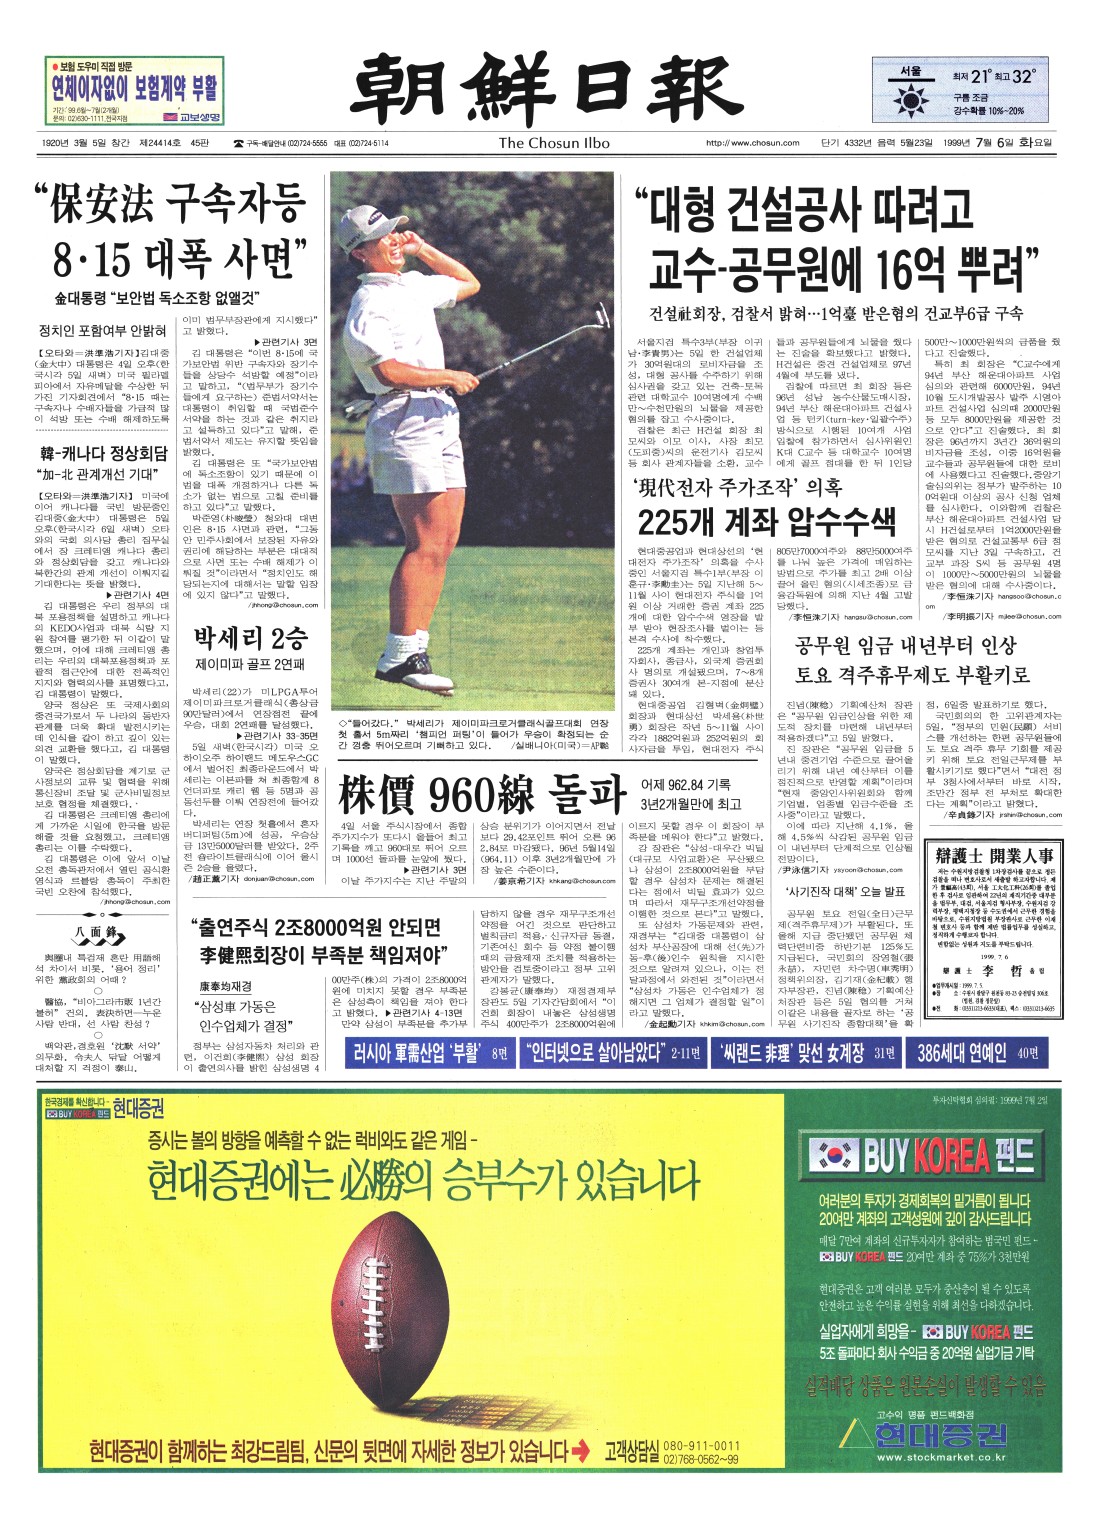 ● 보험 도우미 직접 방문
연체이자없이 보험계약 부활
기간:'99.6월~7월(2개월)
문의: 02)630-1111,전국지점
교보생명
朝鮮日報
서울
최저 21° 최고 32°
구름 조금
강수확률 10%~20%
1920년 3월 5일 창간 제24414호 45판
☎ 구독·배달안내 (02)724-5555 대표 (02)724-5114
The Chosun Ilbo
http://www.chosun.com
단기 4332년 음력 5월23일 1999년 7월 6일 화요일
“保安法 구속자등
8·15 대폭 사면”
金대통령 “보안법 독소조항 없앨것”
정치인 포함여부 안밝혀
【오타와=洪準浩기자】김대중
(金大中) 대통령은 4일 오후(한
국시각 5일 새벽) 미국 필라델
피아에서 자유메달을 수상한 뒤
가진 기자회견에서 “8·15 때는
구속자나 수배자들을 가급적 많
이 석방 또는 수배 해제하도록
이미 법무부장관에게 지시했다”
고 밝혔다.
▶관련기사 3면
김 대통령은 “이번 8·15에 국
가보안법 위반 구속자와 장기수
들을 상당수 석방할 예정”이라
고 말하고, “(법무부가 장기수
들에게 요구하는) 준법서약서는
대통령이 취임할 때 국법준수
서약을 하는 것과 같은 취지라
고 설득하고 있다”고 말해, 준
법서약서 제도는 유지할 뜻임을
밝혔다.
김 대통령은 또 “국가보안법
에 독소조항이 있기 때문에 이
법을 대폭 개정하거나 다른 독
소가 없는 법으로 고칠 준비를
하고 있다”고 말했다.
박준영(朴晙瑩) 청와대 대변
인은 8·15 사면과 관련, “그동
안 민주사회에서 보장된 자유와
권리에 해당하는 부분은 대대적
으로 사면 또는 수배 해제가 이
뤄질 것”이라면서 “정치인도 해
당되는지에 대해서는 말할 입장
에 있지 않다”고 말했다.
/jhhong@chosun.com
韓-캐나다 정상회담
“加-北 관계개선 기대”
【오타와=洪準浩기자】 미국에
이어 캐나다를 국빈 방문중인
김대중(金大中) 대통령은 5일
오후(한국시각 6일 새벽) 오타
와의 국회 의사당 총리 집무실
에서 장 크레티앵 캐나다 총리
와 정상회담을 갖고 캐나다와
북한간의 관계 개선이 이뤄지길
기대한다는 뜻을 밝혔다.
▶관련기사 4면
김 대통령은 우리 정부의 대
북 포용정책을 설명하고 캐나다
의 KEDO사업과 대북 식량 지
원 참여를 평가한 뒤 이같이 말
했으며, 이에 대해 크레티앵 총
리는 우리의 대북포용정책과 포
괄적 접근안에 대한 전폭적인
지지와 협력의사를 표명했다고,
김 대통령이 말했다.
양국 정상은 또 국제사회의
중견국가로서 두 나라의 동반자
관계를 더욱 확대 발전시키는
데 인식을 같이 하고 깊이 있는
의견 교환을 했다고, 김 대통령
이 말했다.
양국은 정상회담을 계기로 군
사정보의 교류 및 협력을 위해
통신장비 조달 및 군사비밀정보
보호 협정을 체결했다.
김 대통령은 크레티앵 총리에
게 가까운 시일에 한국을 방문
해줄 것을 요청했고, 크레티앵
총리는 이를 수락했다.
김 대통령은 이에 앞서 이날
오전 총독관저에서 열린 공식환
영식과 르블랑 총독이 주최한
국빈 오찬에 참석했다.
/jhhong@chosun.com
八面鋒
與圈내 특검제 혼란 用語해
석 차이서 비롯, ‘용어 정리’
위한 黨政회의 어때?
○
醫協, “비아그라市販 1년간
불허” 건의. 表決하면—누운
사람 반대, 선 사람 찬성?
○
백악관,경호원 ‘沈默 서약’
의무화. 令夫人 닦달 어떻게
대처할 지 걱정이 泰山.
박세리 2승
제이미파 골프 2연패
박세리(22)가 미LPGA투어
제이미파크로거클래식(총상금
90만달러)에서 연장접전 끝에
우승, 대회 2연패를 달성했다.
▶관련기사 33·35면
5일 새벽(한국시각) 미국 오
하이오주 하이랜드 메도우스GC
에서 벌어진 최종라운드에서 박
세리는 이븐파를 쳐 최종합계 8
언더파로 캐리 웹 등 5명과 공
동선두를 이뤄 연장전에 들어갔
다.
박세리는 연장 첫홀에서 혼자
버디퍼팅(5m)에 성공, 우승상
금 13만5000달러를 받았다. 2주
전 숍라이트클래식에 이어 올시
즌 2승을 올렸다.
/趙正薰기자 donjuan@chosun.com
◇“들어갔다.” 박세리가 제이미파크로거클래식골프대회 연장
첫 홀서 5m짜리 ‘챔피언 퍼팅’이 들어가 우승이 확정되는 순
간 껑충 뛰어오르며 기뻐하고 있다. /실배니아(미국)=AP聯
株價 960線 돌파
어제 962.84 기록
3년2개월만에 최고
4일 서울 주식시장에서 종합
주가지수가 또다시 올들어 최고
기록을 깨고 960대로 뛰어 오르
며 1000선 돌파를 눈앞에 뒀다.
▶관련기사 3면
이날 주가지수는 지난 주말의
상승 분위기가 이어지면서 전날
보다 29.42포인트 뛰어 오른 96
2.84로 마감됐다. 96년 5월14일
(964.11) 이후 3년2개월만에 가
장 높은 수준이다.
/姜京希기자 khkang@chosun.com
“출연주식 2조8000억원 안되면
李健熙회장이 부족분 책임져야”
康奉均재경
“삼성車 가동은
인수업체가 결정”
정부는 삼성자동차 처리와 관
련, 이건희(李健熙) 삼성 회장
이 출연의사를 밝힌 삼성생명 4
00만주(株)의 가격이 2조8000억
원에 미치지 못할 경우 부족분
은 삼성측이 책임을 져야 한다
고 밝혔다. ▶관련기사 4·13면
만약 삼성이 부족분을 추가부
담하지 않을 경우 재무구조개선
약정을 어긴 것으로 판단하고
벌칙금리 적용, 신규자금 동결,
기존여신 회수 등 약정 불이행
때의 금융제재 조치를 적용하는
방안을 검토중이라고 정부 고위
관계자는 말했다.
강봉균(康奉均) 재정경제부
장관도 5일 기자간담회에서 “이
건희 회장이 내놓은 삼성생명
주식 400만주가 2조8000억원에
이르지 못할 경우 이 회장이 부
족분을 메워야 한다”고 밝혔다.
강 장관은 “삼성-대우간 빅딜
(대규모 사업교환)은 무산됐으
나 삼성이 2조8000억원을 부담
할 경우 삼성차 문제는 해결된
다는 점에서 빅딜 효과가 있으
며 따라서 재무구조개선약정을
이행한 것으로 본다”고 말했다.
또 삼성차 가동문제와 관련,
재경부는 “김대중 대통령이 삼
성차 부산공장에 대해 선(先)가
동-후(後)인수 원칙을 지시한
것으로 알려져 있으나, 이는 전
달과정에서 와전된 것”이라면서
“삼성차 가동은 인수업체가 정
해지면 그 업체가 결정할 일”이
라고 말했다.
/金起勳기자 khkim@chosun.com
“대형 건설공사 따려고
교수-공무원에 16억 뿌려”
건설社회장, 검찰서 밝혀…1억臺 받은혐의 건교부6급 구속
서울지검 특수3부(부장 이귀
남·李貴男)는 5일 한 건설업체
가 30억원대의 로비자금을 조
성, 대형 공사를 수주하기 위해
심사권을 갖고 있는 건축·토목
관련 대학교수 10여명에게 수백
만~수천만원의 뇌물을 제공한
혐의를 잡고 수사중이다.
검찰은 최근 H건설 회장 최
모씨와 이모 이사, 사장 최모
(도피중)씨의 운전기사 김모씨
등 회사 관계자들을 소환, 교수
들과 공무원들에게 뇌물을 줬다
는 진술을 확보했다고 밝혔다.
H건설은 중견 건설업체로 97년
4월에 부도를 냈다.
검찰에 따르면 최 회장 등은
96년 성남 농수산물도매시장,
94년 부산 해운대아파트 건설사
업 등 턴키(turn-key·일괄수주)
방식으로 시행된 10여개 사업
입찰에 참가하면서 심사위원인
K대 C교수 등 대학교수 10여명
에게 골프 접대를 한 뒤 1인당
500만~1000만원씩의 금품을 줬
다고 진술했다.
특히 최 회장은 “C교수에게
94년 부산 해운대아파트 사업
심의와 관련해 6000만원, 94년
10월 도시개발공사 발주 시영아
파트 건설사업 심의때 2000만원
등 모두 8000만원을 제공한 것
으로 안다”고 진술했다. 최 회
장은 96년까지 3년간 36억원의
비자금을 조성, 이중 16억원을
교수들과 공무원들에 대한 로비
에 사용했다고 진술했다.중앙기
술심의위는 정부가 발주하는 10
0억원대 이상의 공사 신청 업체
를 심사한다. 이와함께 검찰은
부산 해운대아파트 건설사업 당
시 H건설로부터 1억2000만원을
받은 혐의로 건설교통부 6급 정
모씨를 지난 3일 구속하고, 건
교부 과장 S씨 등 공무원 4명
이 1000만~5000만원의 뇌물을
받은 혐의에 대해 수사중이다.
/李恒洙기자 hangsoo@chosun.c
om
/李明振기자 mjlee@chosun.com
‘現代전자 주가조작’ 의혹
225개 계좌 압수수색
현대중공업과 현대상선의 ‘현
대전자 주가조작’ 의혹을 수사
중인 서울지검 특수1부(부장 이
훈규·李勳圭)는 5일 지난해 5~
11월 사이 현대전자 주식을 1억
원 이상 거래한 증권 계좌 225
개에 대한 압수수색 영장을 발
부 받아 현장조사를 벌이는 등
본격 수사에 착수했다.
225개 계좌는 개인과 창업투
자회사, 종금사, 외국계 증권회
사 명의로 개설됐으며, 7~8개
증권사 30여개 본·지점에 분산
돼 있다.
현대중공업 김형벽(金炯璧)
회장과 현대상선 박세용(朴世
勇) 회장은 작년 5~11월 사이
각각 1882억원과 252억원의 회
사자금을 투입, 현대전자 주식
805만7000여주와 88만5000여주
를 나눠 높은 가격에 매입하는
방법으로 주가를 최고 2배 이상
끌어 올린 혐의(시세조종)로 금
융감독원에 의해 지난 4월 고발
당했다.
/李恒洙기자 hangsu@chosun.com
공무원 임금 내년부터 인상
토요 격주휴무제도 부활키로
진념(陳稔) 기획예산처 장관
은 “공무원 임금인상을 위한 제
도적 장치를 마련해 내년부터
적용하겠다”고 5일 말했다.
진 장관은 “공무원 임금을 5
년내 중견기업 수준으로 끌어올
리기 위해 내년 예산부터 이를
점진적으로 반영할 계획”이라며
“현재 중앙인사위원회와 함께
기업별, 업종별 임금수준을 조
사중”이라고 말했다.
이에 따라 지난해 4.1%, 올
해 4.5%씩 삭감된 공무원 임금
이 내년부터 단계적으로 인상될
전망이다.
/尹泳信기자 ysyoon@chosun.com
‘사기진작 대책’ 오늘 발표
공무원 토요 전일(全日)근무
제(격주휴무제)가 부활된다. 또
올해 지급 중단됐던 공무원 체
력단련비중 하반기분 125%도
지급된다. 국민회의 장영철(張
永喆), 자민련 차수명(車秀明)
정책위의장, 김기재(金杞載) 행
자부장관, 진념(陳稔) 기획예산
처장관 등은 5일 협의를 거쳐
이같은 내용을 골자로 하는 ‘공
무원 사기진작 종합대책’을 확
정, 6일중 발표하기로 했다.
국민회의의 한 고위관계자는
5일, “정부의 민원(民願) 서비스
를 개선하는 한편 공무원들에게
도 토요 격주 휴무 기회를 제공
키 위해 토요 전일근무제를 부
활시키기로 했다”면서 “대전 정
부 3청사에서부터 바로 시작,
조만간 정부 전 부처로 확대한
다는 계획”이라고 밝혔다.
/辛貞錄기자 jrshin@chosun.com
辯護士 開業人事
1999. 7. 6
辯護士 李哲 올림
●업무개시일: 1999. 7. 5.
●전화: (0331)213-6633(대표), 팩스: (0331)213-6635
러시아 軍需산업 ‘부활’ 8면
“인터넷으로 살아남았다” 2·11면
‘씨랜드 非理’ 맞선 女계장 31면
386세대 연예인 40면
한국경제를 확신합니다 -
BUY KOREA 펀드 현대증권
투자신탁협회 심의필: 1999년 7월 2일
증시는 볼의 방향을 예측할 수 없는 럭비와도 같은 게임 -
현대증권에는 必勝의 승부수가 있습니다
BUY KOREA 펀드
여러분의 투자가 경제회복의 밑거름이 됩니다
20여만 계좌의 고객성원에 깊이 감사드립니다
매달 7만여 계좌의 신규투자자가 참여하는 범국민 펀드 -
BUY KOREA 펀드 20여만 계좌 중 75%가 3천만원
현대증권은 고객 여러분 모두가 중산층이 될 수 있도록
안전하고 높은 수익률 실현을 위해 최선을 다하겠습니다.
실업자에게 희망을 - BUY KOREA 펀드
5조 돌파마다 회사 수익금 중 20억원 실업기금 기탁
실적배당 상품은 원본손실이 발생할 수 있음
고수익 명품 펀드백화점
현대증권
www.stockmarket.co.kr
현대증권이 함께하는 최강드림팀, 신문의 뒷면에 자세한 정보가 있습니다
고객상담실 080-911-0011
02)768-0562~99